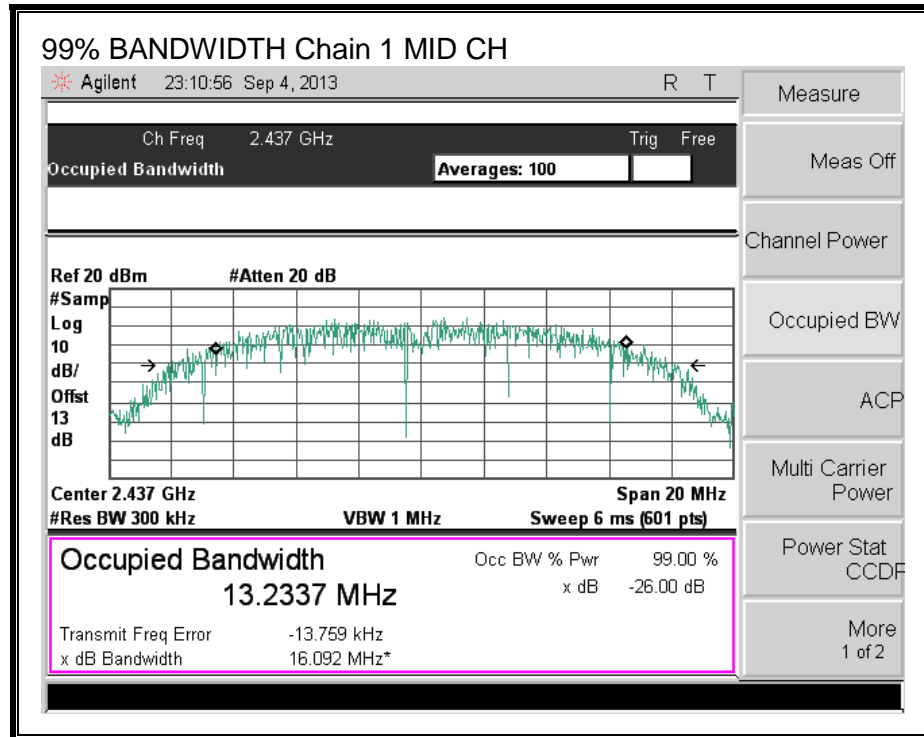 99% BANDWIDTH Chain 1 MID CH
Agilent 23:10:56 Sep 4, 2013 R T
Measure
Ch Freq 2.437 GHz Trig Free
Occupied Bandwidth Averages: 100
Meas Off
Channel Power
Occupied BW
ACP
Multi Carrier
Power
Power Stat
CCDF
More
1 of 2
Ref 20 dBm #Atten 20 dB
#Samp
Log
10
dB/
Offst
13
dB
Center 2.437 GHz Span 20 MHz
#Res BW 300 kHz VBW 1 MHz Sweep 6 ms (601 pts)
Occupied Bandwidth Occ BW % Pwr 99.00 %
13.2337 MHz x dB -26.00 dB
Transmit Freq Error -13.759 kHz
x dB Bandwidth 16.092 MHz*